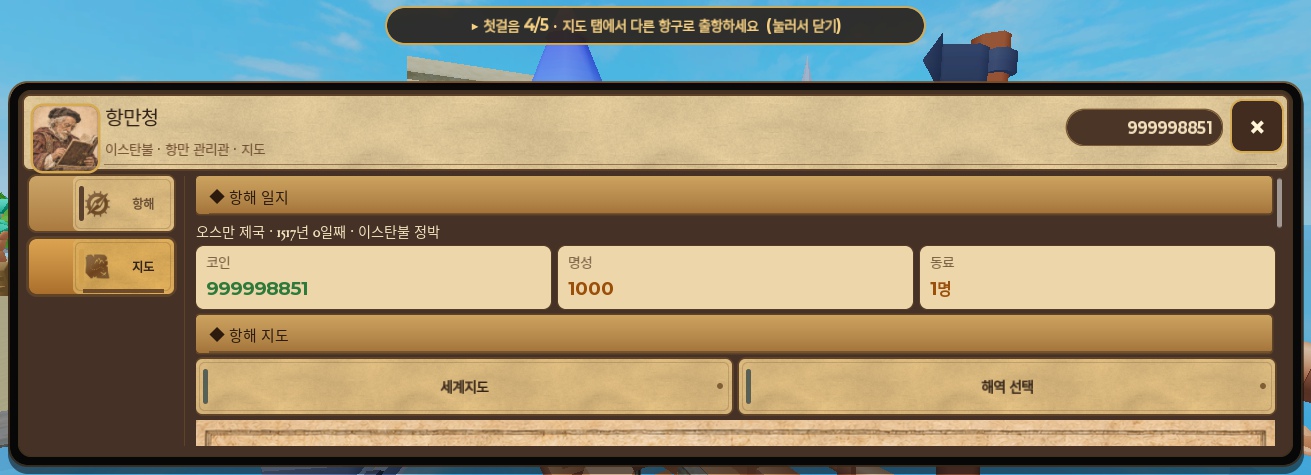 ▸ 첫걸음 4/5 · 지도 탭에서 다른 항구로 출항하세요 (눌러서 닫기)
항만청
이스탄불 · 항만 관리관 · 지도
999998851
×
항해
지도
◆ 항해 일지
오스만 제국 · 1517년 0일째 · 이스탄불 정박
코인
999998851
명성
1000
동료
1명
◆ 항해 지도
세계지도
해역 선택